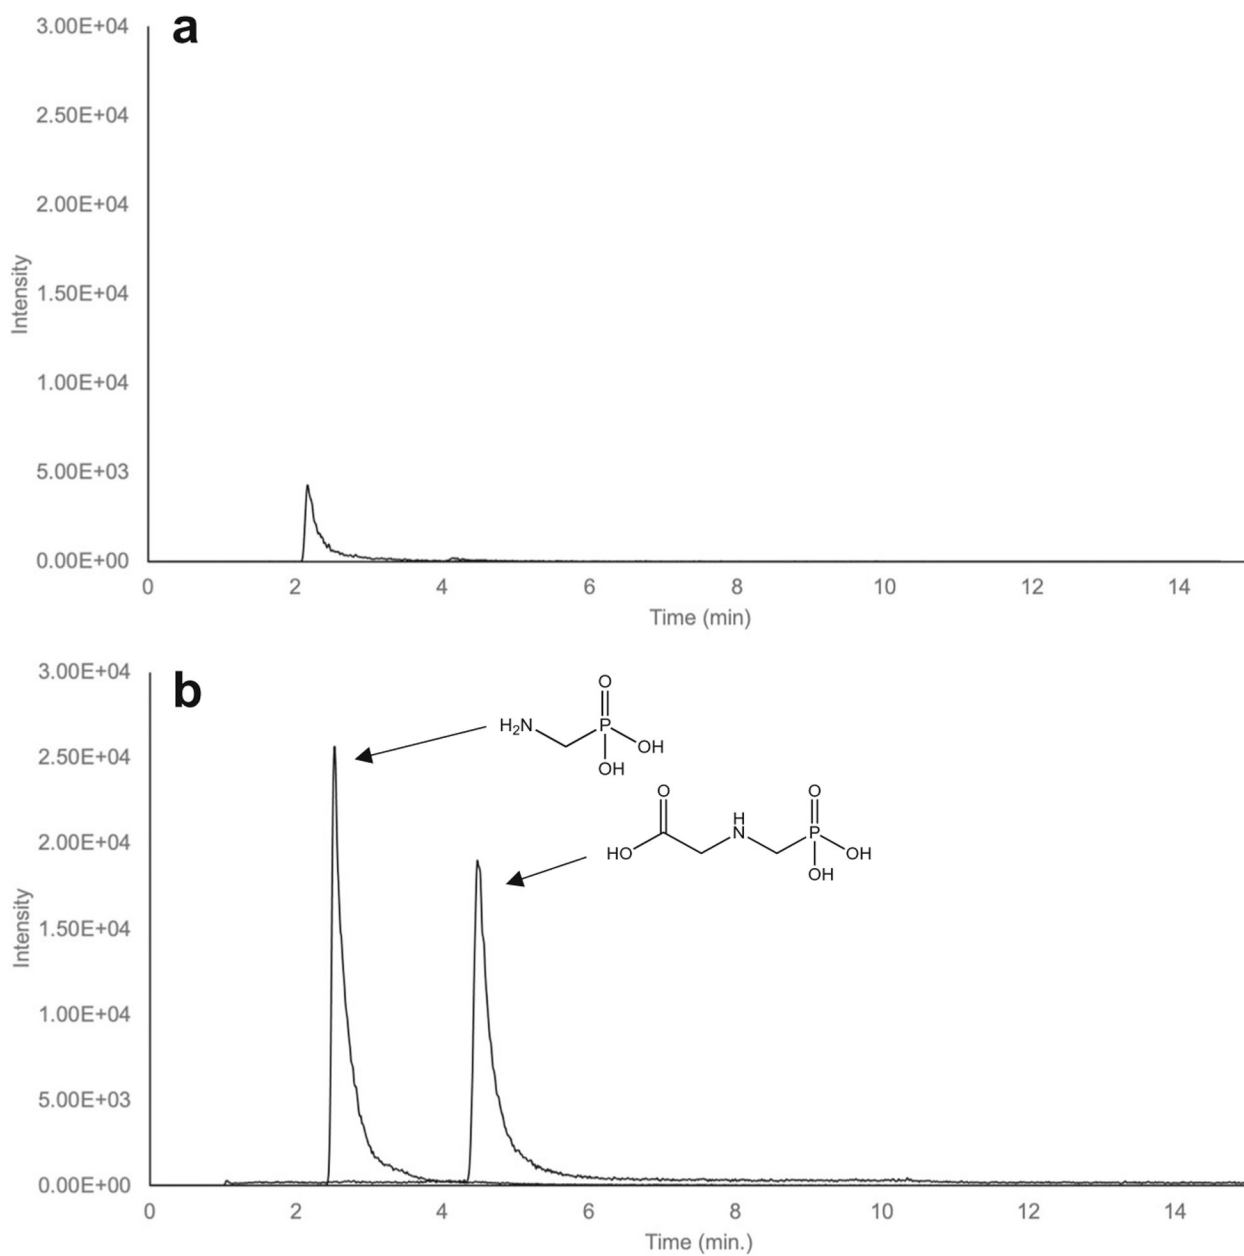 a
3.00E+04
2.50E+04
2.00E+04
1.50E+04
1.00E+04
5.00E+03
0.00E+00
Intensity
0 2 4 6 8 10 12 14
Time (min)
b
3.00E+04
2.50E+04
2.00E+04
1.50E+04
1.00E+04
5.00E+03
0.00E+00
Intensity
O
H₂N P OH
OH
O H O
HO N P OH
OH
0 2 4 6 8 10 12 14
Time (min.)